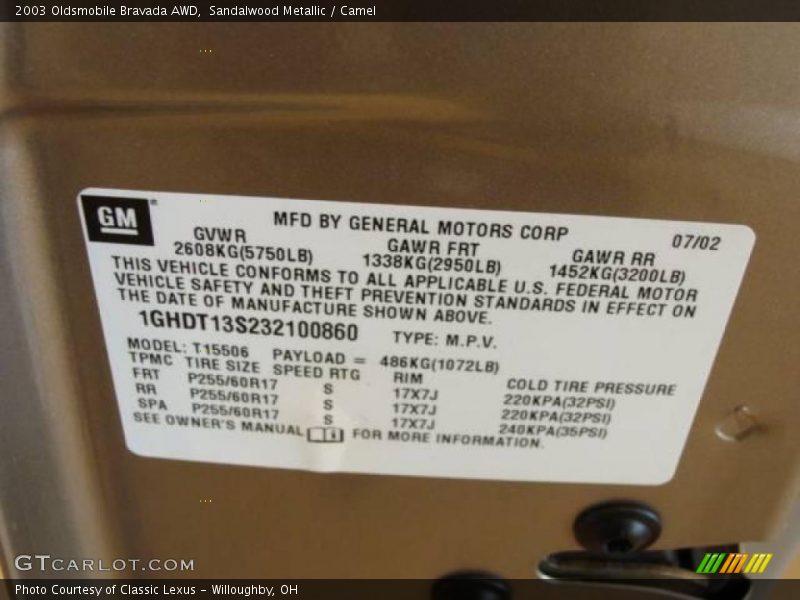 2003 Oldsmobile Bravada AWD, Sandalwood Metallic / Camel
GM
MFD BY GENERAL MOTORS CORP 07/02
GVWR GAWR FRT GAWR RR
2608KG(5750LB) 1338KG(2950LB) 1452KG(3200LB)
THIS VEHICLE CONFORMS TO ALL APPLICABLE U.S. FEDERAL MOTOR
VEHICLE SAFETY AND THEFT PREVENTION STANDARDS IN EFFECT ON
THE DATE OF MANUFACTURE SHOWN ABOVE.
1GHDT13S232100860 TYPE: M.P.V.
MODEL: T15506 PAYLOAD = 486KG(1072LB)
TPMC TIRE SIZE SPEED RTG RIM COLD TIRE PRESSURE
FRT P255/60R17 S 17X7J 220KPA(32PSI)
RR P255/60R17 S 17X7J 220KPA(32PSI)
SPA P255/60R17 S 17X7J 240KPA(35PSI)
SEE OWNER'S MANUAL FOR MORE INFORMATION.
GTCARLOT.COM
Photo Courtesy of Classic Lexus - Willoughby, OH